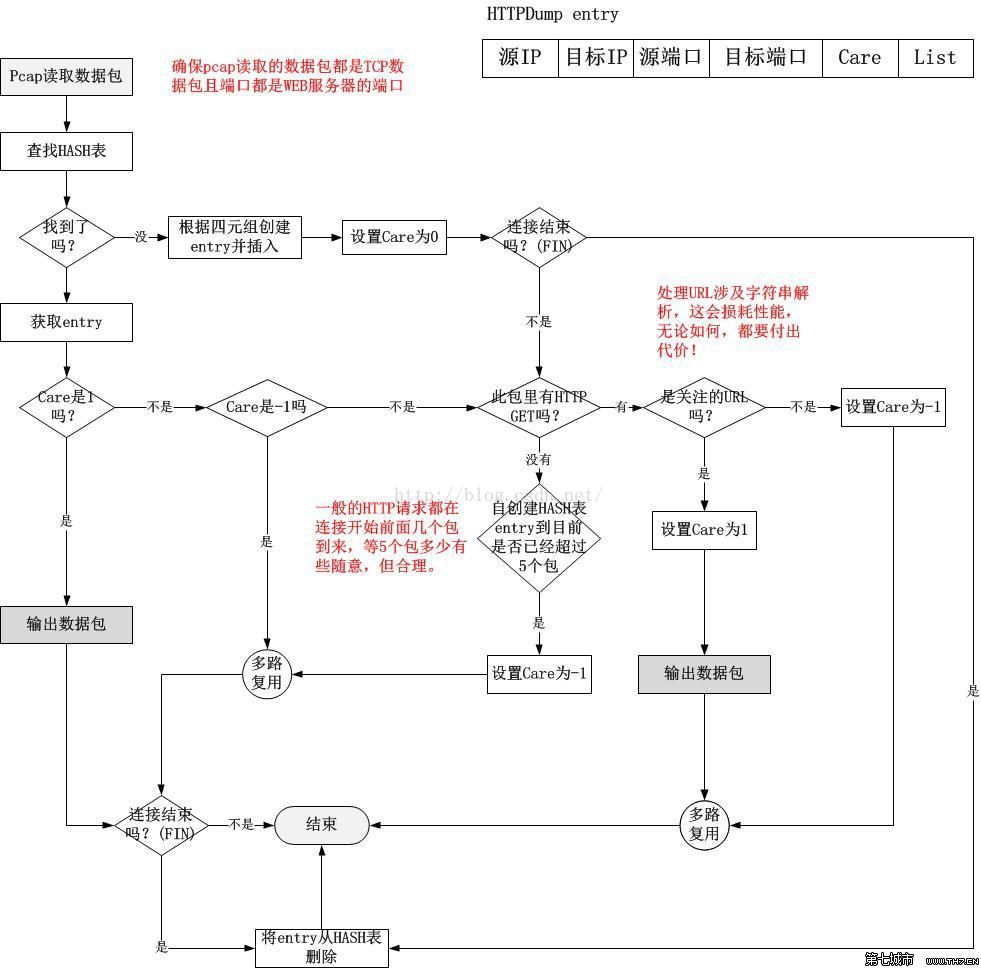 HTTPDump entry
源IP 目标IP 源端口 目标端口 Care List
Pcap读取数据包
确保pcap读取的数据包都是TCP数
据包且端口都是WEB服务器的端口
查找HASH表
找到了
吗?
没
根据四元组创建
entry并插入
设置Care为0
连接结束
吗? (FIN)
获取entry
不是
处理URL涉及字符串解
析，这会损耗性能，
无论如何，都要付出
代价！
Care是1
吗?
不是
Care是-1吗
不是
此包里有HTTP
GET吗?
有
是关注的URL
吗?
不是
设置Care为-1
没有
是
http://blog.csdn.net/
一般的HTTP请求都在
连接开始前面几个包
到来，等5个包多少有
些随意，但合理。
自创建HASH表
entry到目前
是否已经超过
5个包
是
是
设置Care为1
输出数据包
是
多路
复用
设置Care为-1
输出数据包
是
连接结束
吗? (FIN)
不是
结束
多路
复用
是
将entry从HASH表
删除
第七城市 WWW.TH7.CN